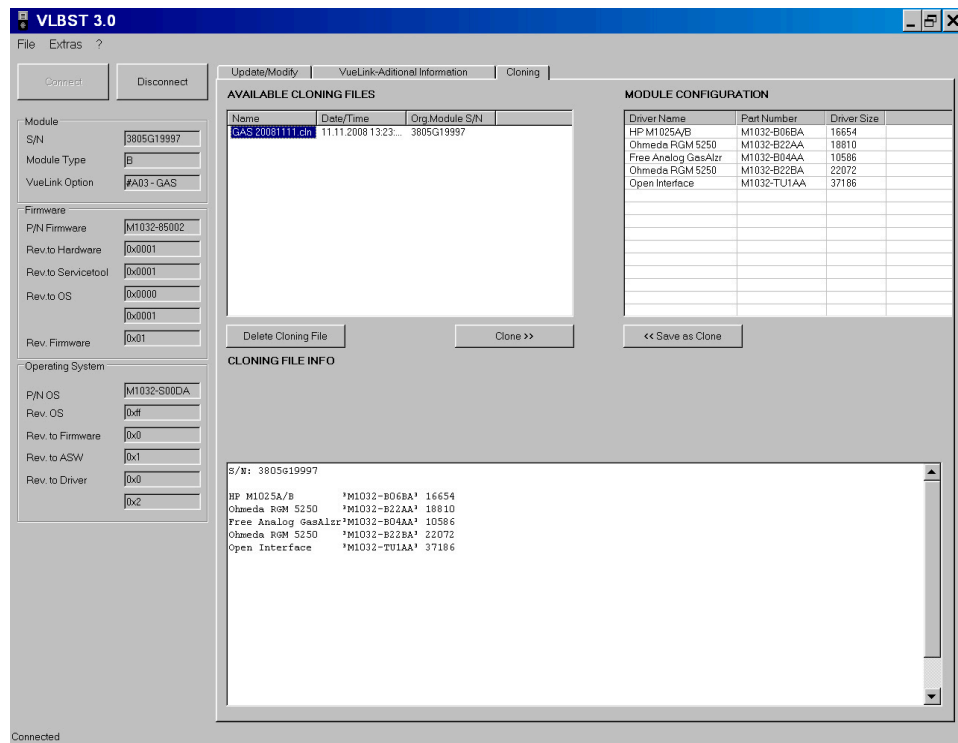 VLBST 3.0
File Extras ?
Connect
Disconnect
Module
S/N 3805G19997
Module Type B
VueLink Option #A03 - GAS
Firmware
P/N Firmware M1032-85002
Rev.to Hardware 0x0001
Rev.to Servicetool 0x0001
Rev.to OS 0x0000
0x0001
Rev. Firmware 0x01
Operating System
P/N OS M1032-S00DA
Rev. OS 0xff
Rev. to Firmware 0x0
Rev. to ASW 0x1
Rev. to Driver 0x0
0x2
Update/Modify VueLink-Aditional Information Cloning
AVAILABLE CLONING FILES
Name Date/Time Org.Module S/N
GAS 20081111.cln 11.11.2008 13:23:... 3805G19997
Delete Cloning File
Clone >>
MODULE CONFIGURATION
Driver Name Part Number Driver Size
HP M1025A/B M1032-B06BA 16654
Ohmeda RGM 5250 M1032-B22AA 18810
Free Analog GasAlzr M1032-B04AA 10586
Ohmeda RGM 5250 M1032-B22BA 22072
Open Interface M1032-TU1AA 37186
<< Save as Clone
CLONING FILE INFO
S/N: 3805G19997
HP M1025A/B ³M1032-B06BA³ 16654
Ohmeda RGM 5250 ³M1032-B22AA³ 18810
Free Analog GasAlzr³M1032-B04AA³ 10586
Ohmeda RGM 5250 ³M1032-B22BA³ 22072
Open Interface ³M1032-TU1AA³ 37186
Connected